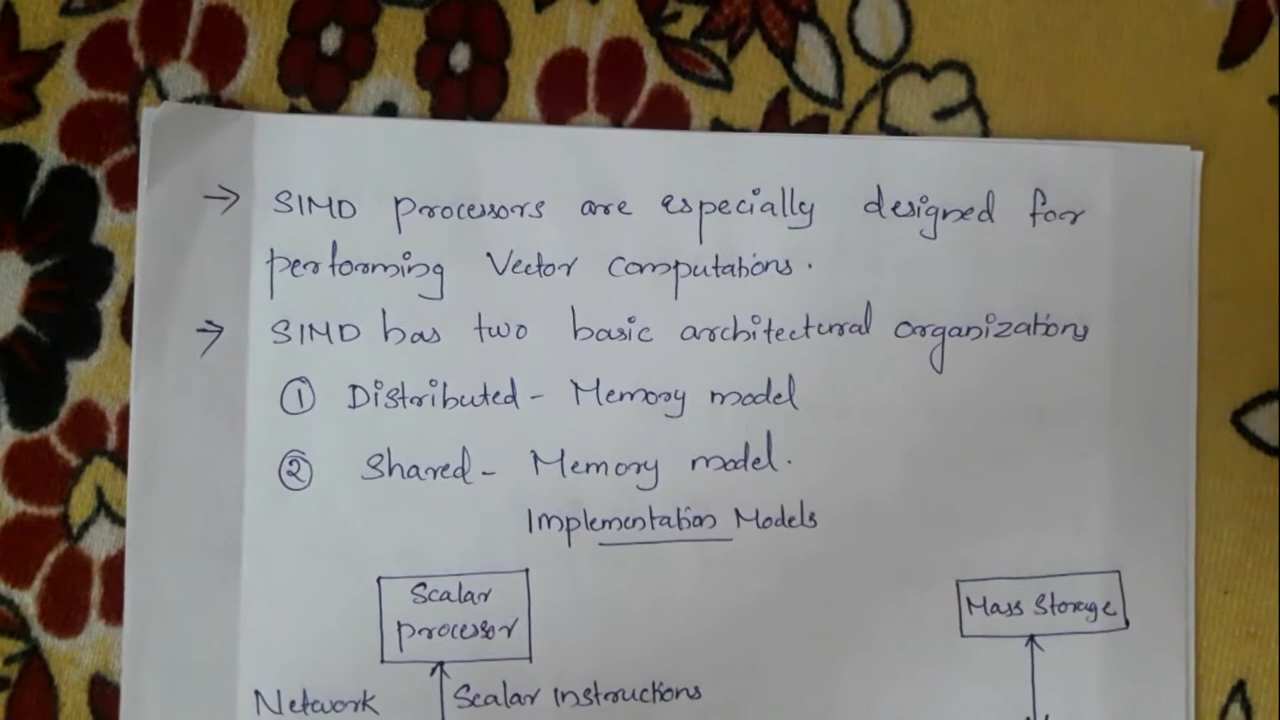 → SIMD processors are especially designed for
performing Vector Computations.
→ SIMD has two basic architectural organizations
① Distributed - Memory model
② Shared - Memory model.
Implementation Models
Scalar
processor
Mass Storage
Network
Scalar Instructions